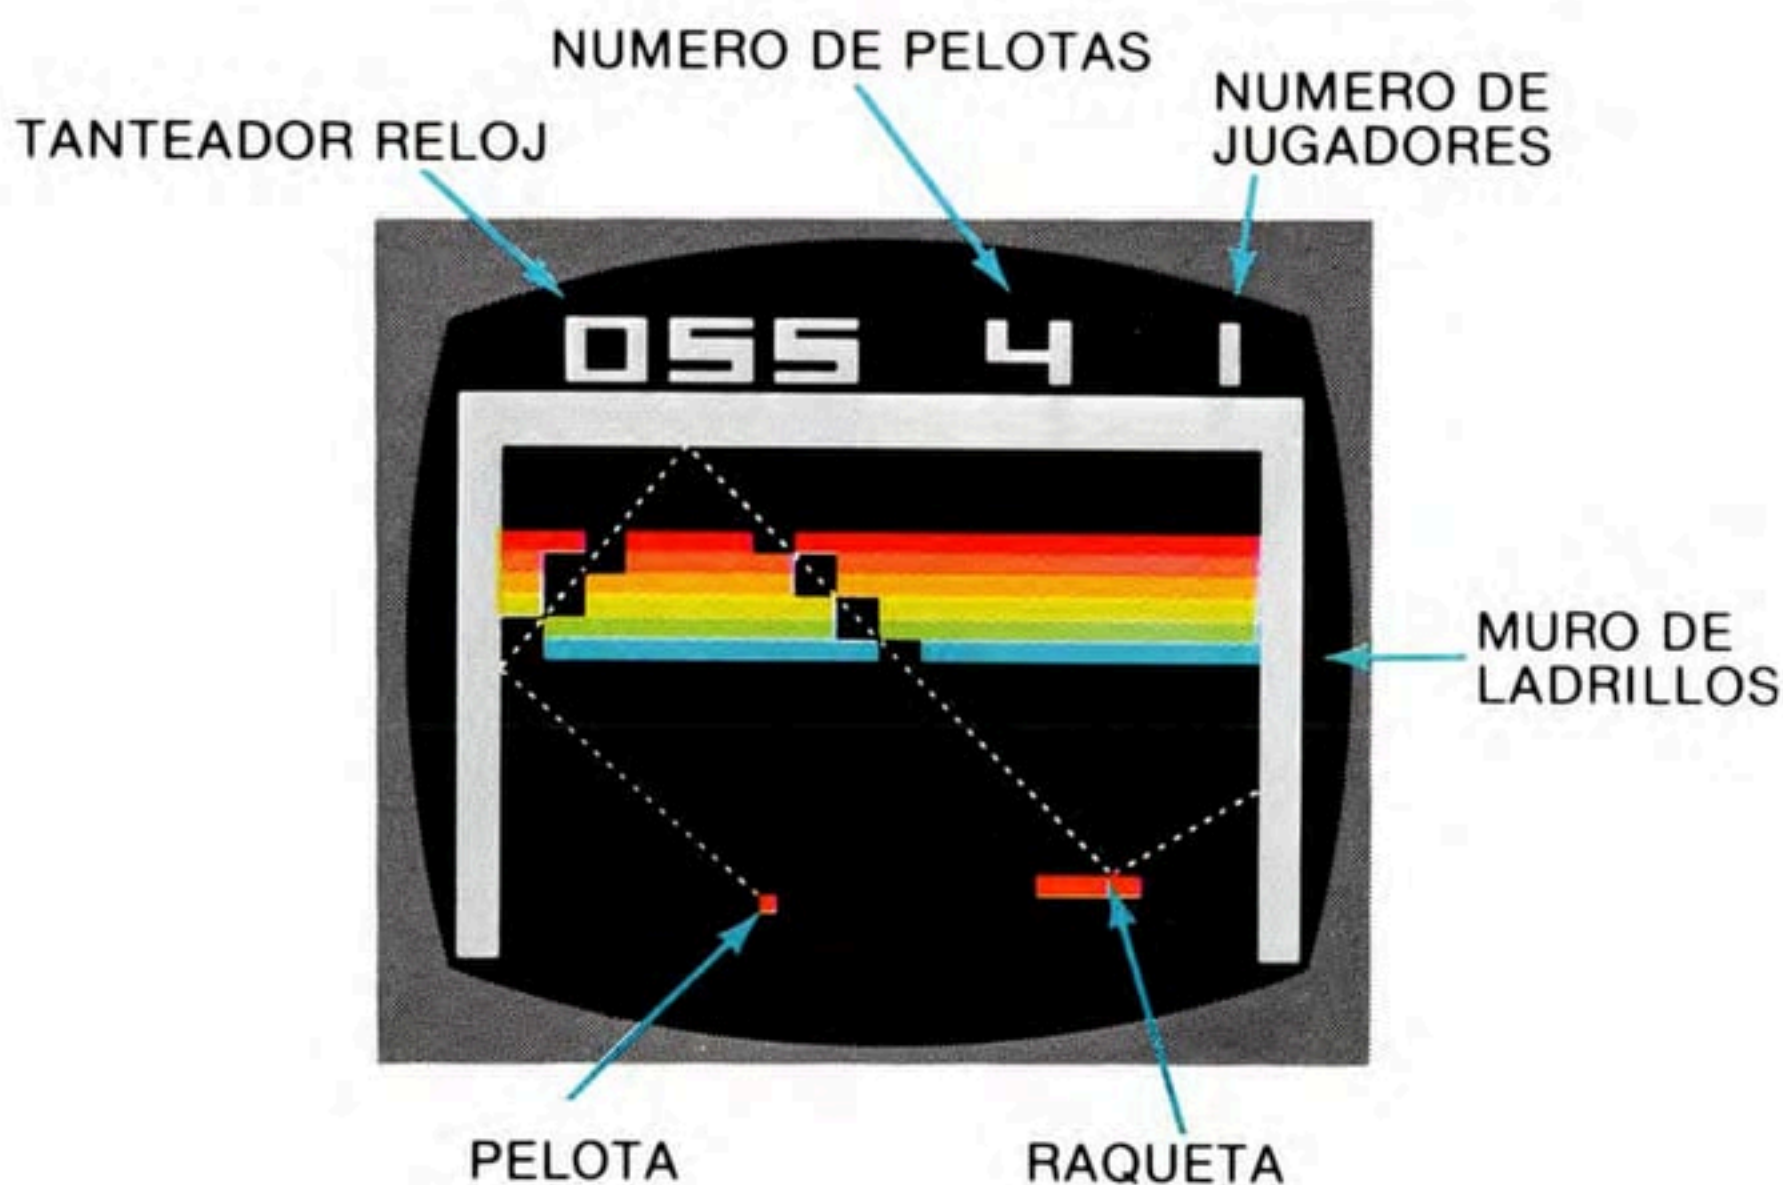 NUMERO DE PELOTAS
NUMERO DE
JUGADORES
TANTEADOR RELOJ
055 4 1
MURO DE
LADRILLOS
PELOTA
RAQUETA